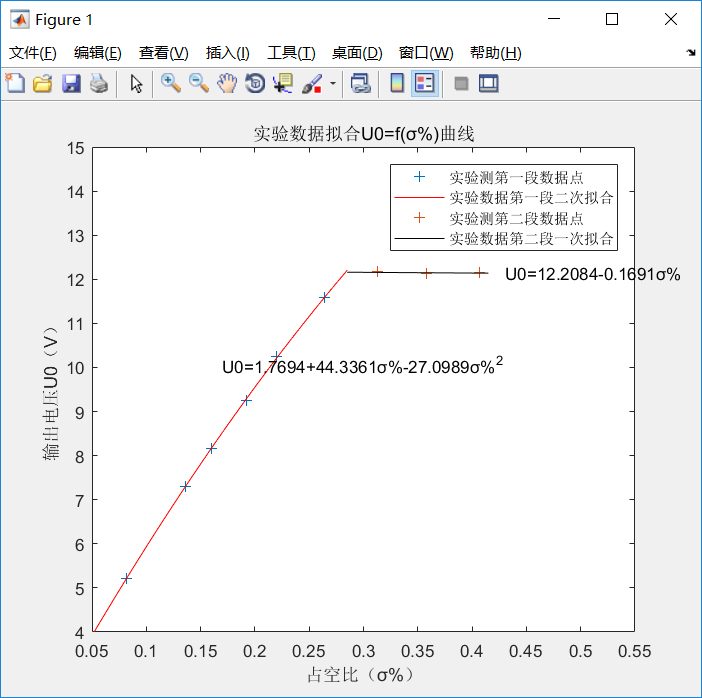 Figure 1
文件(F) 编辑(E) 查看(V) 插入(I) 工具(T) 桌面(D) 窗口(W) 帮助(H)
实验数据拟合U0=f(σ%)曲线
15
14
13
12
11
10
9
8
7
6
5
4
输出电压U0（V）
实验测第一段数据点
实验数据第一段二次拟合
实验测第二段数据点
实验数据第二段一次拟合
U0=12.2084-0.1691σ%
U0=1.7694+44.3361σ%-27.0989σ%²
0.05 0.1 0.15 0.2 0.25 0.3 0.35 0.4 0.45 0.5 0.55
占空比（σ%）